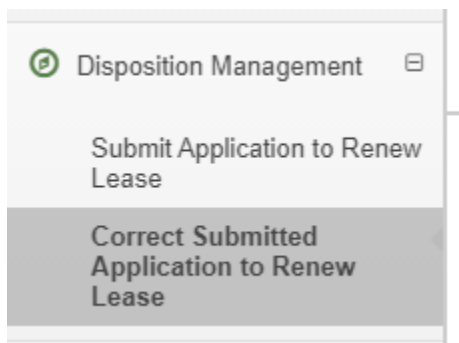 Disposition Management
Submit Application to Renew
Lease
Correct Submitted
Application to Renew
Lease